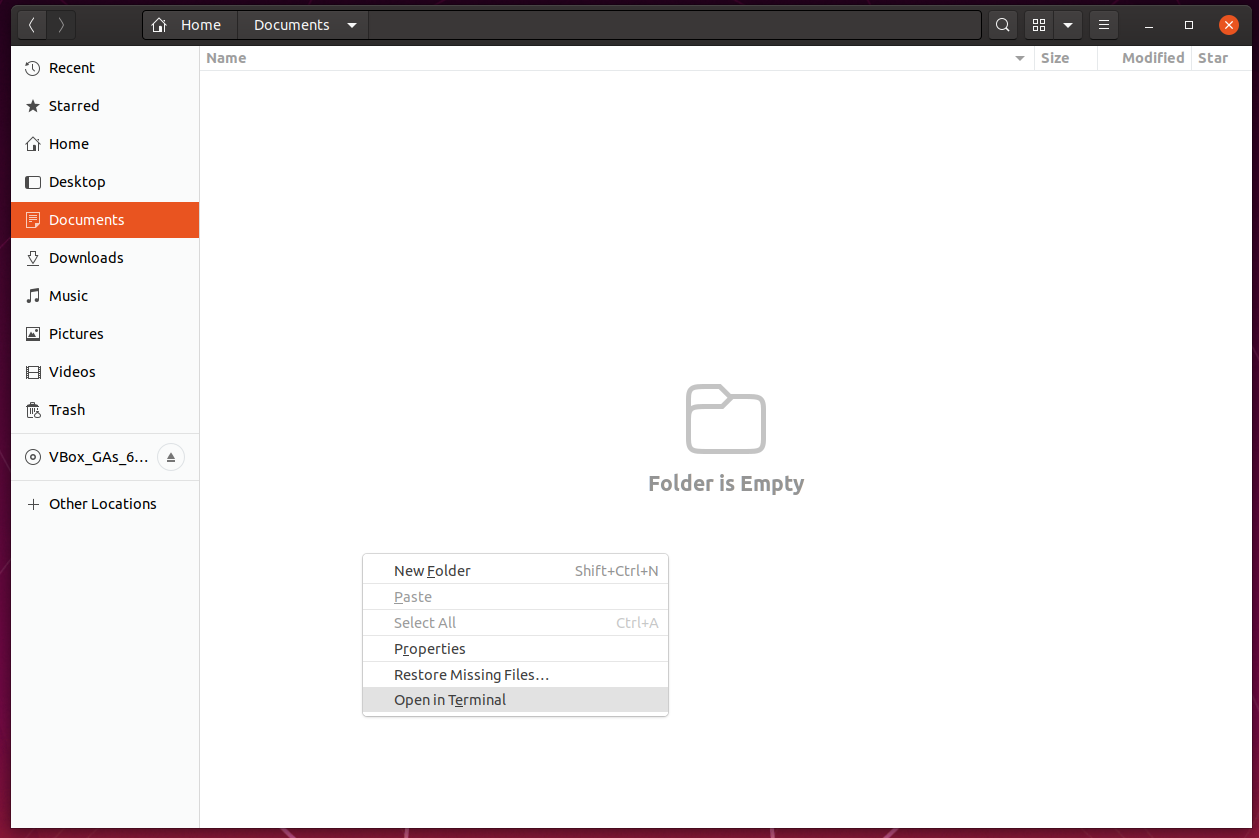 Home Documents
Name Size Modified Star
Recent
Starred
Home
Desktop
Documents
Downloads
Music
Pictures
Videos
Trash
VBox_GAs_6...
Other Locations
Folder is Empty
New Folder Shift+Ctrl+N
Paste
Select All Ctrl+A
Properties
Restore Missing Files…
Open in Terminal